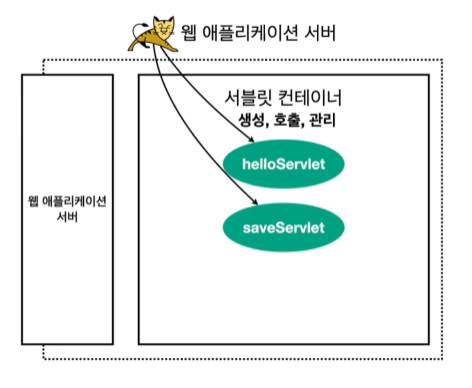 웹 애플리케이션 서버
서블릿 컨테이너
생성, 호출, 관리
helloServlet
saveServlet
웹 애플리케이션
서버